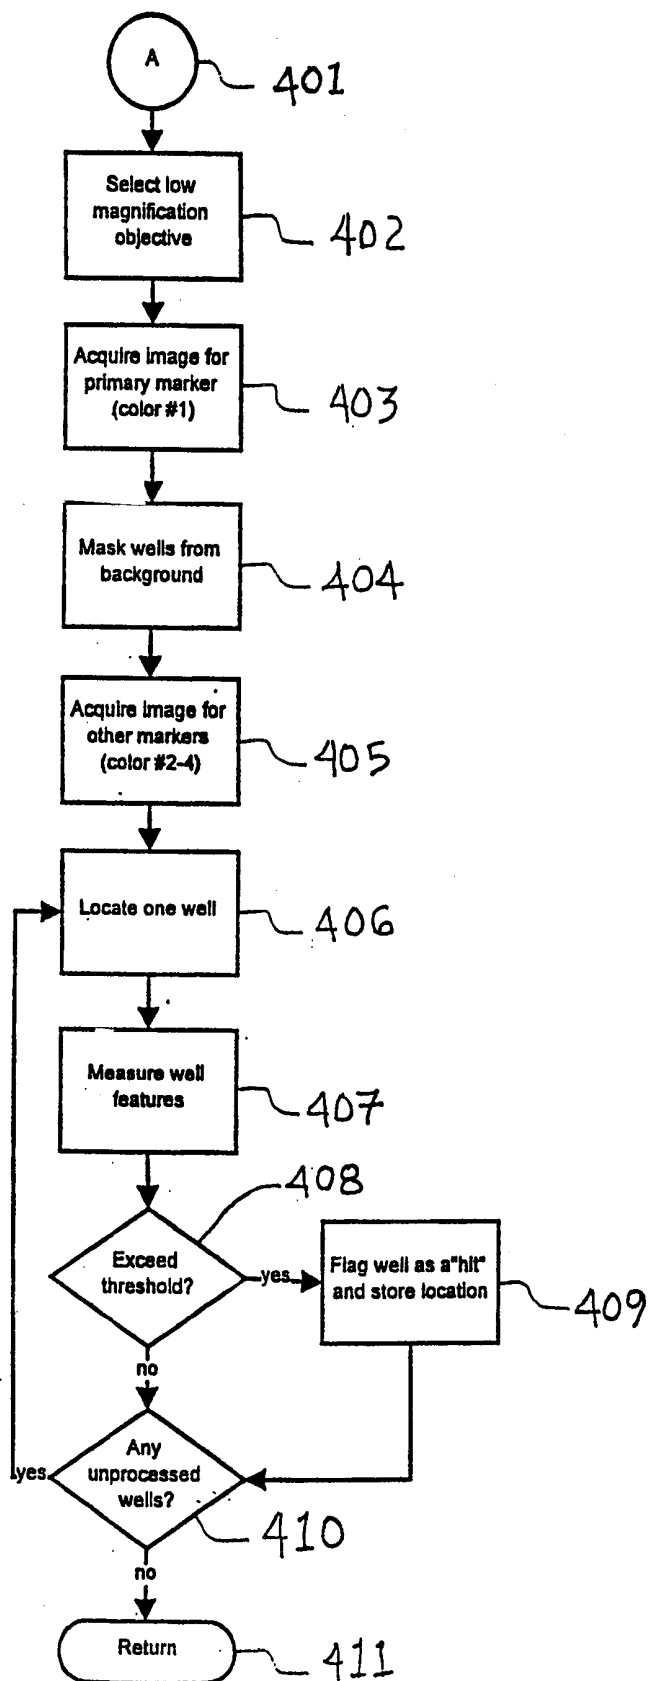 A
401
Select low
magnification
objective
402
Acquire image for
primary marker
(color #1)
403
Mask wells from
background
404
Acquire image for
other markers
(color #2-4)
405
Locate one well
406
Measure well
features
407
408
Exceed
threshold?
yes
Flag well as a"hit"
and store location
409
no
Any
unprocessed
wells?
yes
410
no
Return
411